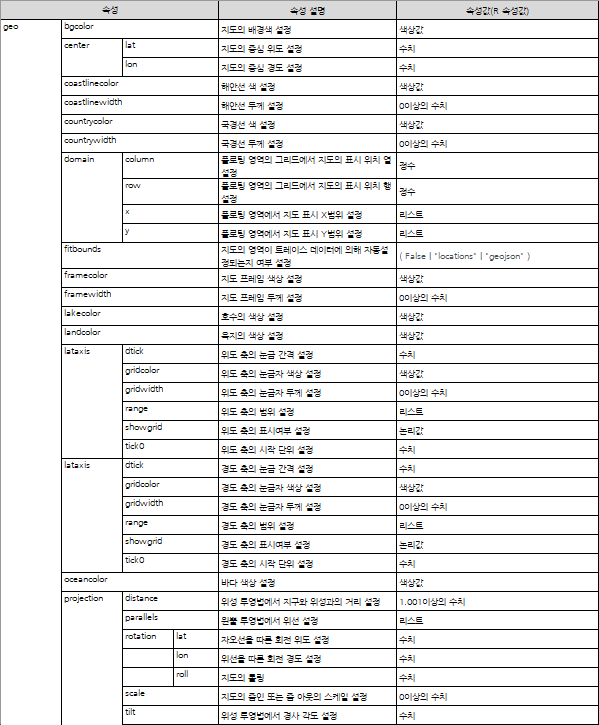 속성 속성 설명 속성값(R 속성값)
geo bgcolor 지도의 배경색 설정 색상값
center lat 지도의 중심 위도 설정 수치
lon 지도의 중심 경도 설정 수치
coastlinecolor 해안선 색 설정 색상값
coastlinewidth 해안선 두께 설정 0이상의 수치
countrycolor 국경선 색 설정 색상값
countrywidth 국경선 두께 설정 0이상의 수치
domain column 플로팅 영역의 그리드에서 지도의 표시 위치 열
설정 정수
row 플로팅 영역의 그리드에서 지도의 표시 위치 행
설정 정수
x 플로팅 영역에서 지도 표시 X범위 설정 리스트
y 플로팅 영역에서 지도 표시 Y범위 설정 리스트
fitbounds 지도의 영역이 트레이스 데이터에 의해 자동설
정되는지 여부 설정 ( False | "locations" | "geojson" )
framecolor 지도 프레임 색상 설정 색상값
framewidth 지도 프레임 두께 설정 0이상의 수치
lakecolor 호수의 색상 설정 색상값
landcolor 육지의 색상 설정 색상값
lataxis dtick 위도 축의 눈금 간격 설정 수치
gridcolor 위도 축의 눈금자 색상 설정 색상값
gridwidth 위도 축의 눈금자 두께 설정 0이상의 수치
range 위도 축의 범위 설정 리스트
showgrid 위도 축의 표시여부 설정 논리값
tick0 위도 축의 시작 단위 설정 수치
lataxis dtick 경도 축의 눈금 간격 설정 수치
gridcolor 경도 축의 눈금자 색상 설정 색상값
gridwidth 경도 축의 눈금자 두께 설정 0이상의 수치
range 경도 축의 범위 설정 리스트
showgrid 경도 축의 표시여부 설정 논리값
tick0 경도 축의 시작 단위 설정 수치
oceancolor 바다 색상 설정 색상값
projection distance 위성 투영법에서 지구와 위성과의 거리 설정 1.001이상의 수치
parallels 원뿔 투영법에서 위선 설정 리스트
rotation lat 자오선을 따른 회전 위도 설정 수치
lon 위선을 따른 회전 경도 설정 수치
roll 지도의 롤링 수치
scale 지도의 줌인 또는 줌 아웃의 스케일 설정 0이상의 수치
tilt 위성 투영법에서 경사 각도 설정 수치